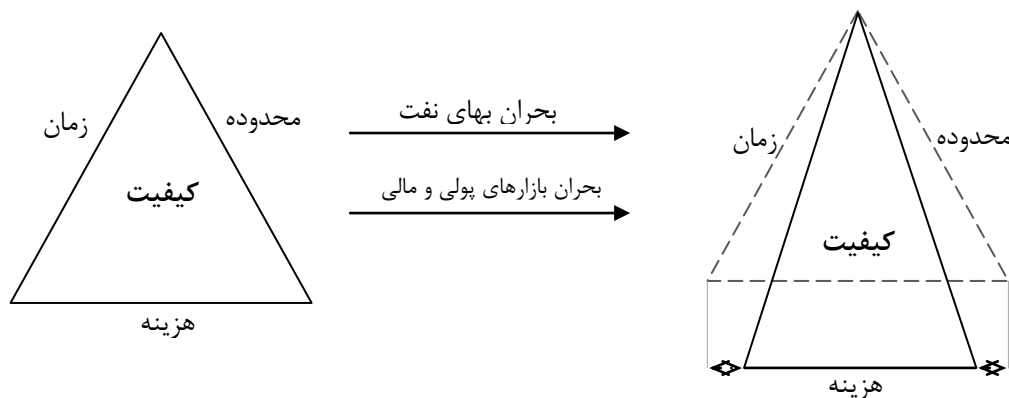 محدوده
زمان
کیفیت
هزینه
بحران بهای نفت
بحران بازارهای پولی و مالی
محدوده
زمان
کیفیت
هزینه